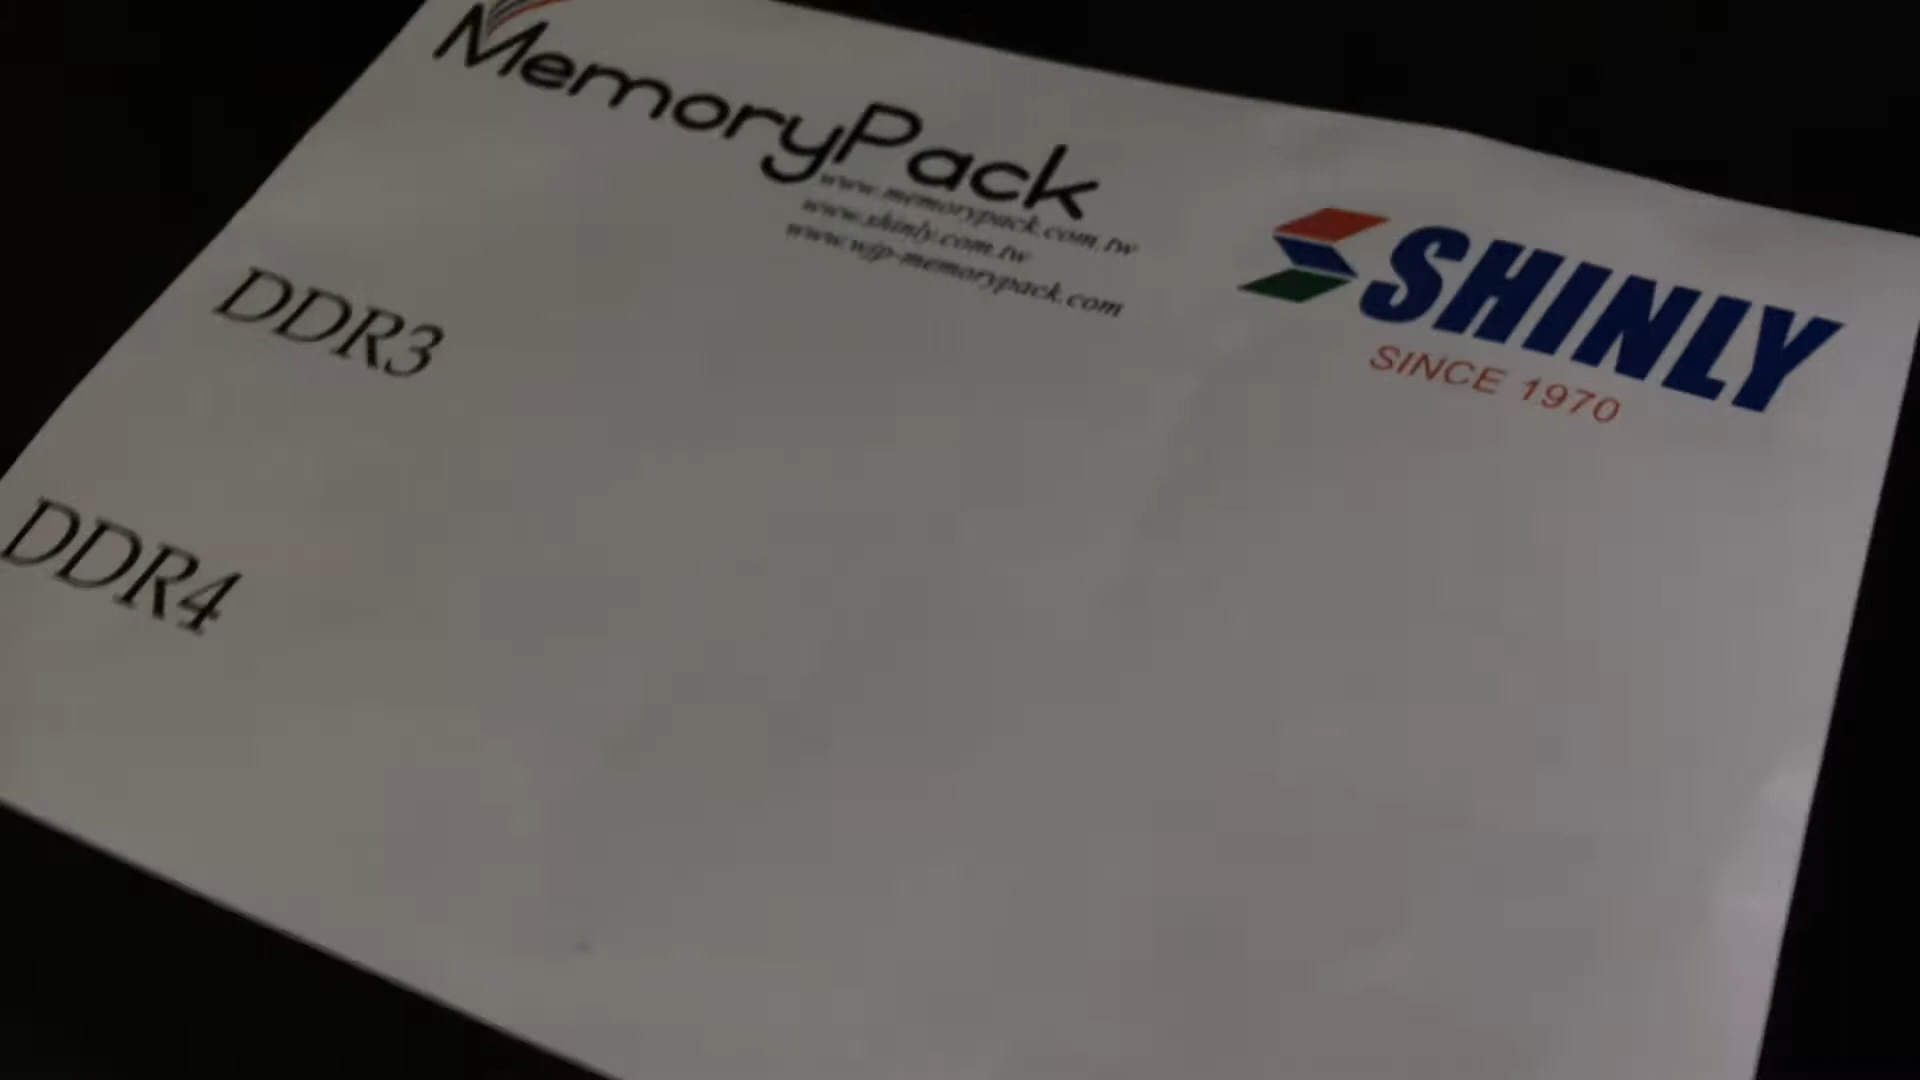 MemoryPack
www.memorypack.com.tw
www.shinly.com.tw
www.wjp-memorypack.com
SHINLY
SINCE 1970
DDR3
DDR4